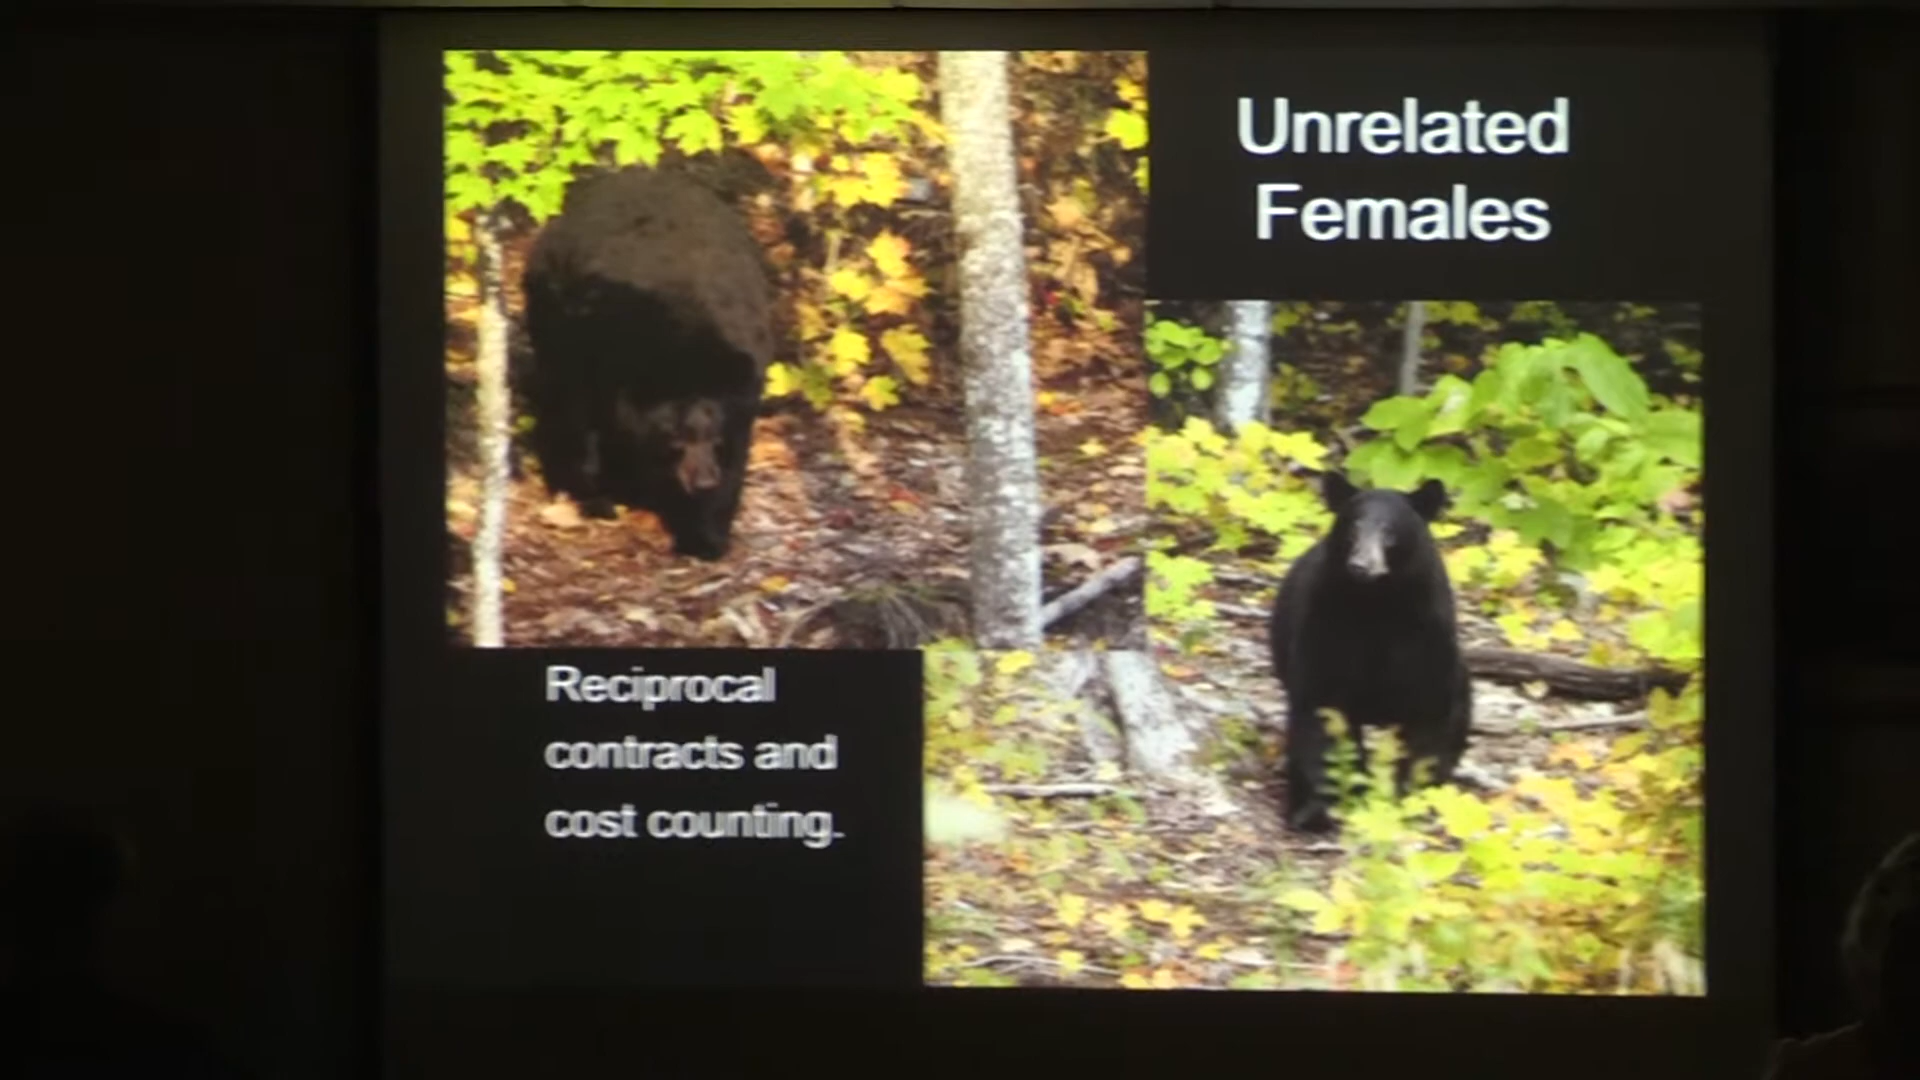 Unrelated
Females
Reciprocal
contracts and
cost counting.